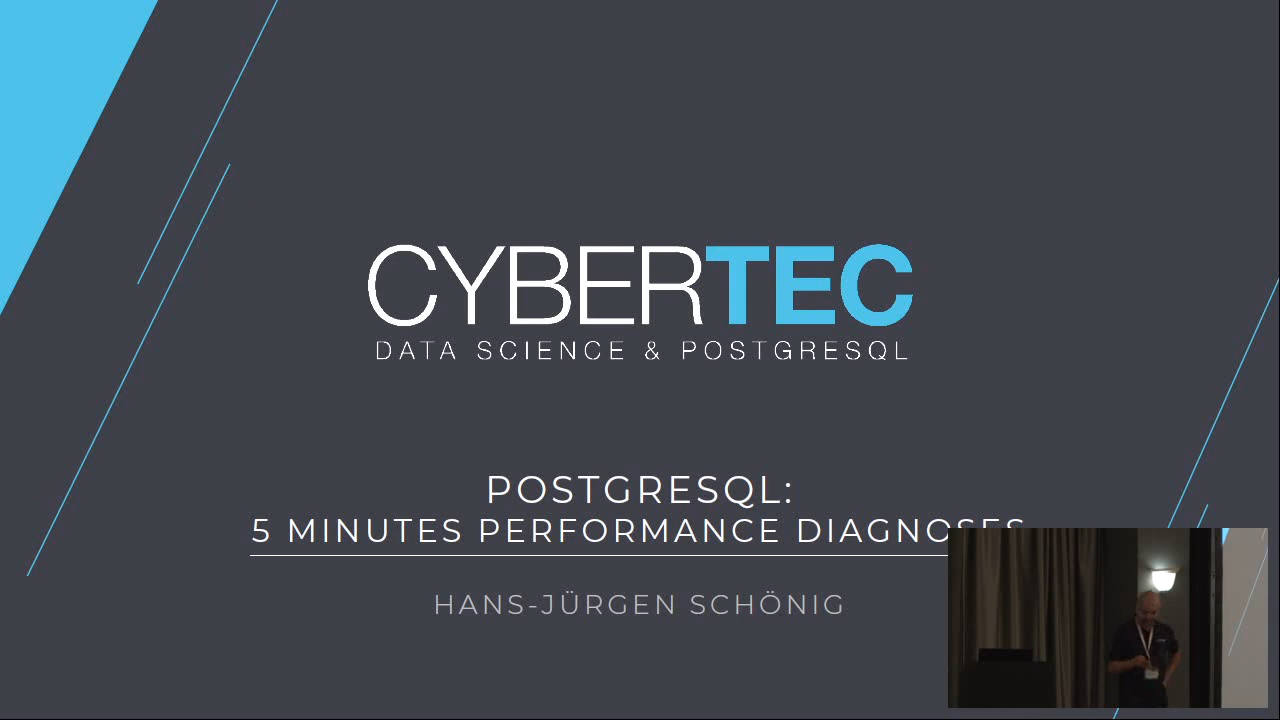 CYBERTEC
DATA SCIENCE & POSTGRESQL
POSTGRESQL:
5 MINUTES PERFORMANCE DIAGNOSES
HANS-JÜRGEN SCHÖNIG